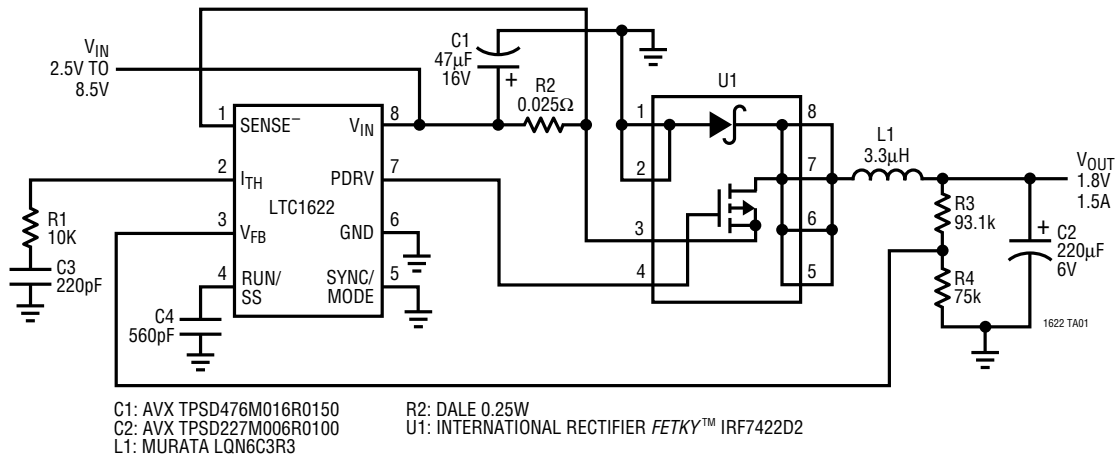 VIN
2.5V TO
8.5V
C1
47µF
16V
+
R2
0.025Ω
U1
1
SENSE−
VIN
8
2
ITH
PDRV
7
LTC1622
3
VFB
GND
6
4
RUN/
SS
SYNC/
MODE
5
R1
10K
C3
220pF
C4
560pF
1
2
3
4
8
7
6
5
L1
3.3µH
VOUT
1.8V
1.5A
R3
93.1k
R4
75k
+
C2
220µF
6V
1622 TA01
C1: AVX TPSD476M016R0150
C2: AVX TPSD227M006R0100
L1: MURATA LQN6C3R3
R2: DALE 0.25W
U1: INTERNATIONAL RECTIFIER FETKY™ IRF7422D2